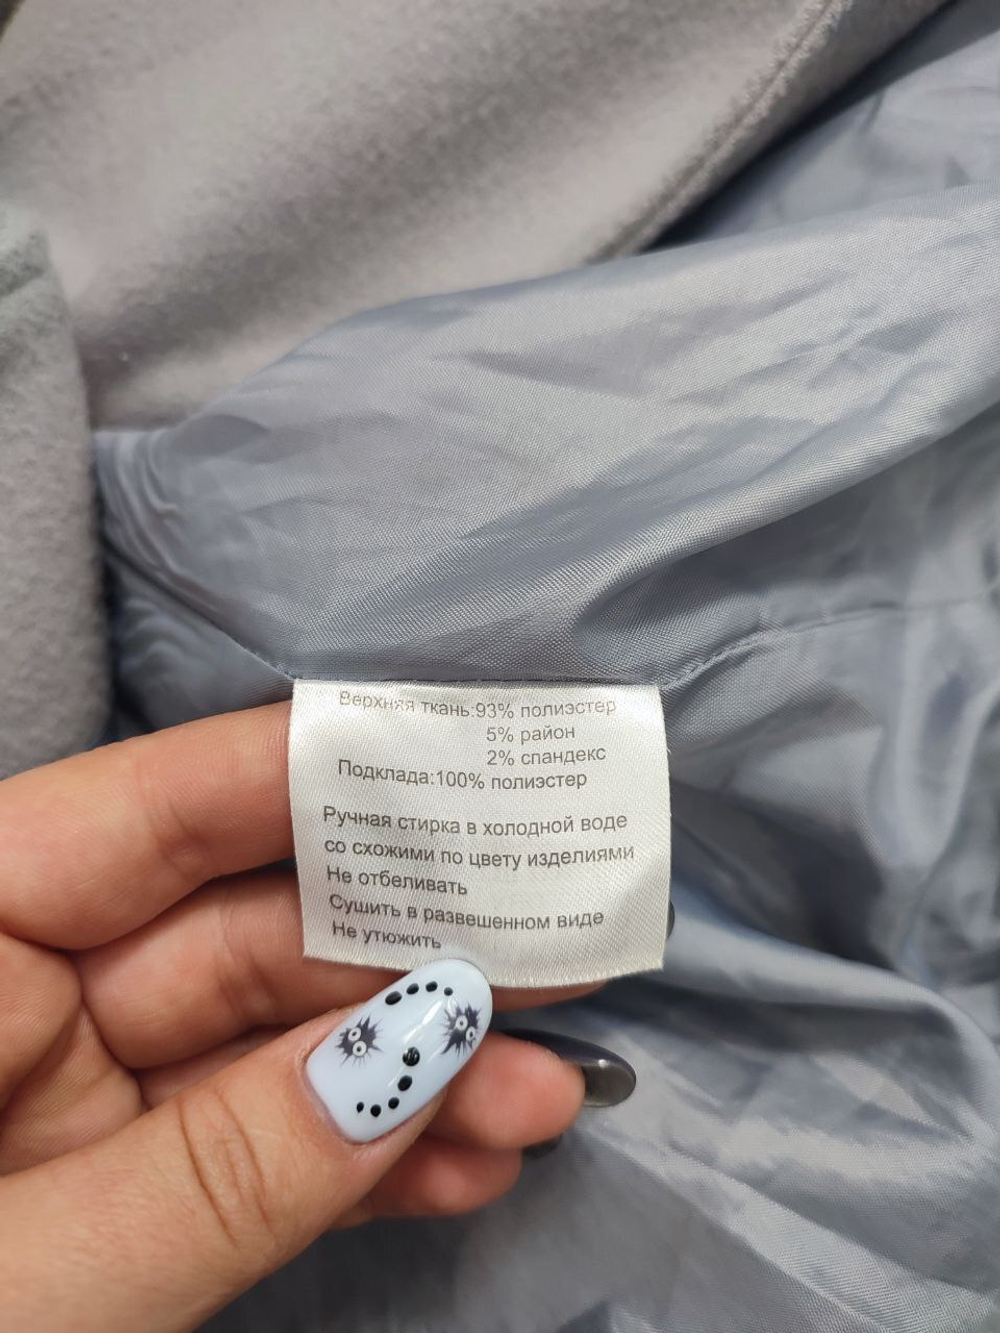 Верхняя ткань:93% полиэстер
5% район
2% спандекс
Подклада:100% полиэстер
Ручная стирка в холодной воде
со схожими по цвету изделиями
Не отбеливать
Сушить в развешенном виде
Не утюжить